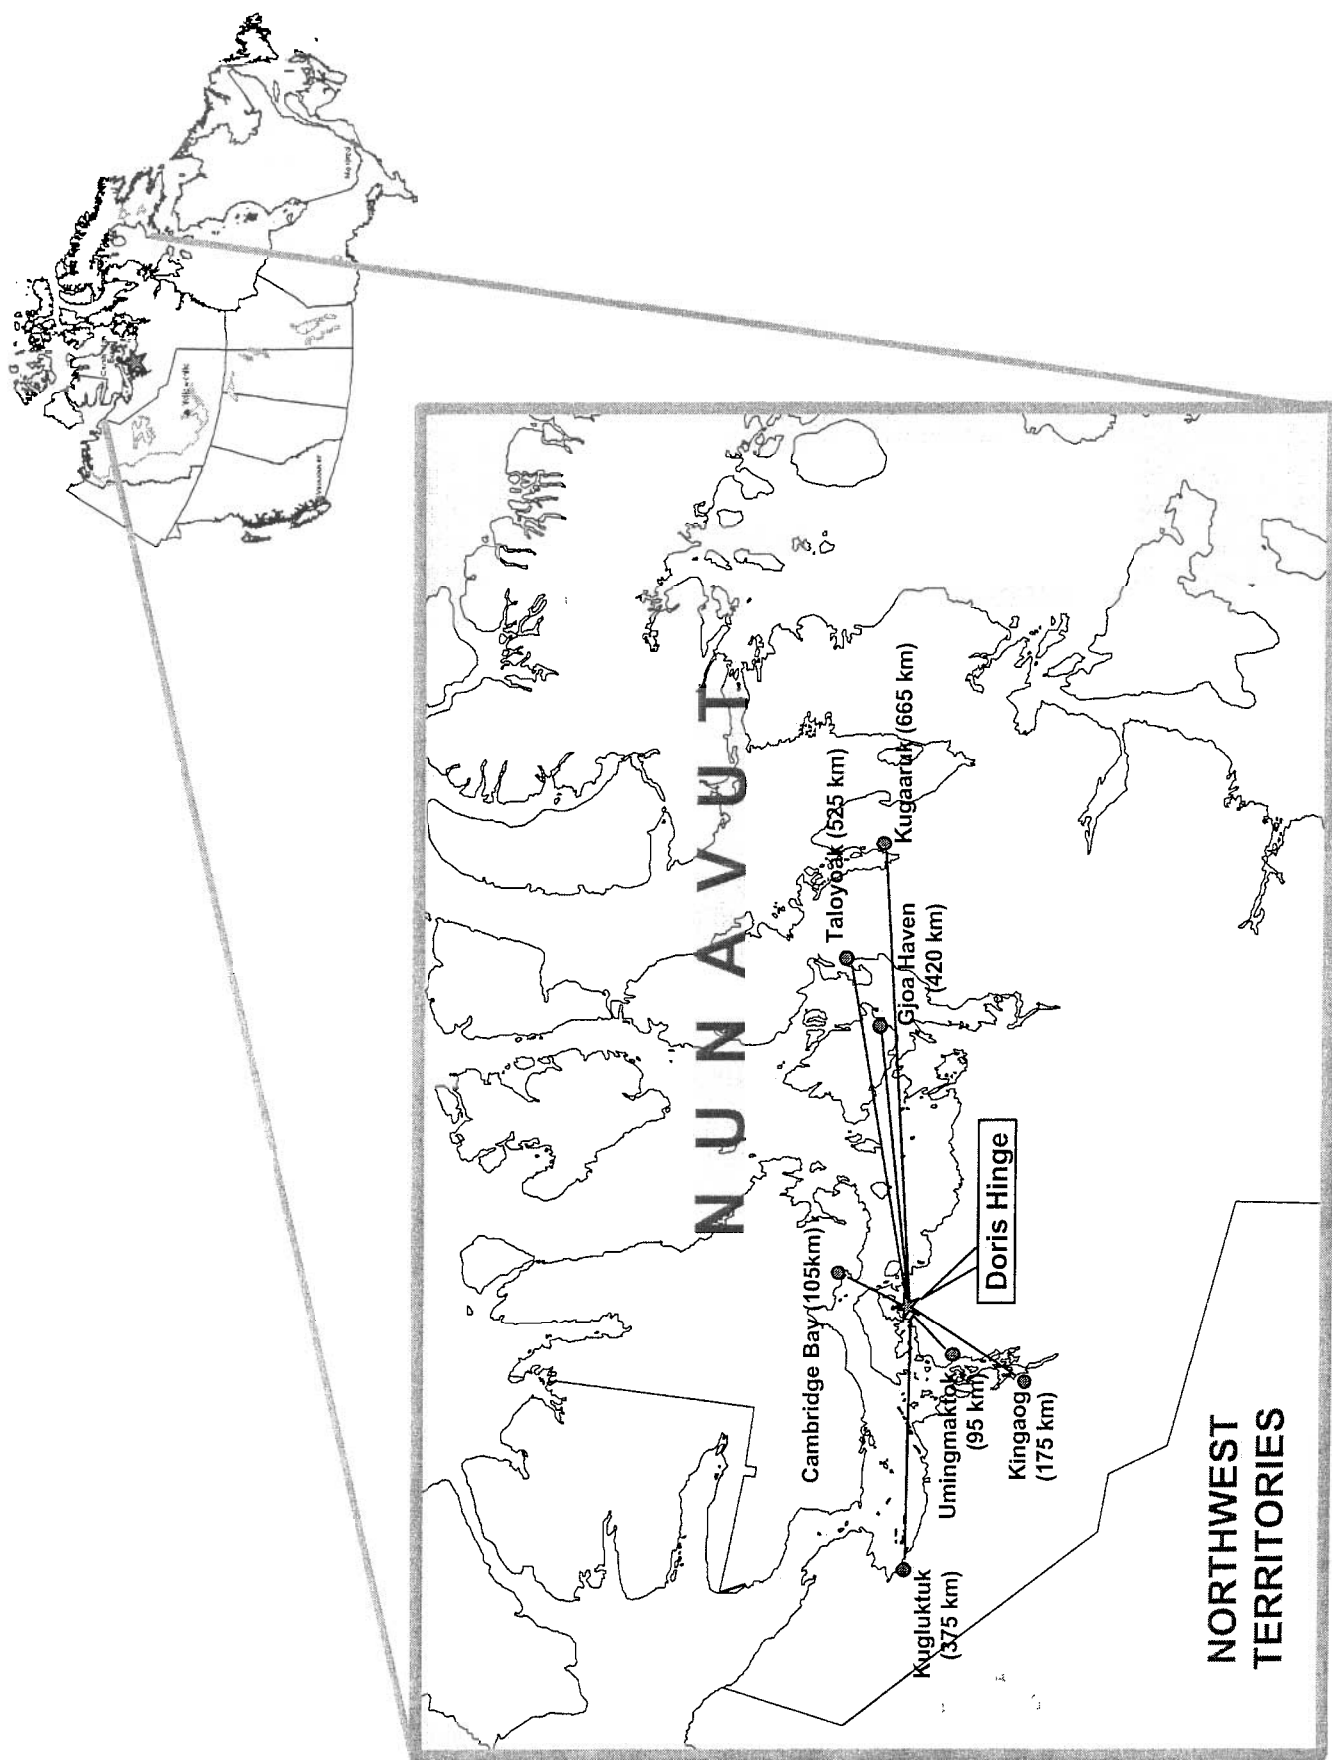 NUNAVUT
Taloyoak (525 km)
Kugaaruk (665 km)
Gjoa Haven
(420 km)
Cambridge Bay (105km)
Doris Hinge
Umingmaktok
(95 km)
Kingaog
(175 km)
Kugluktuk
(375 km)
NORTHWEST
TERRITORIES